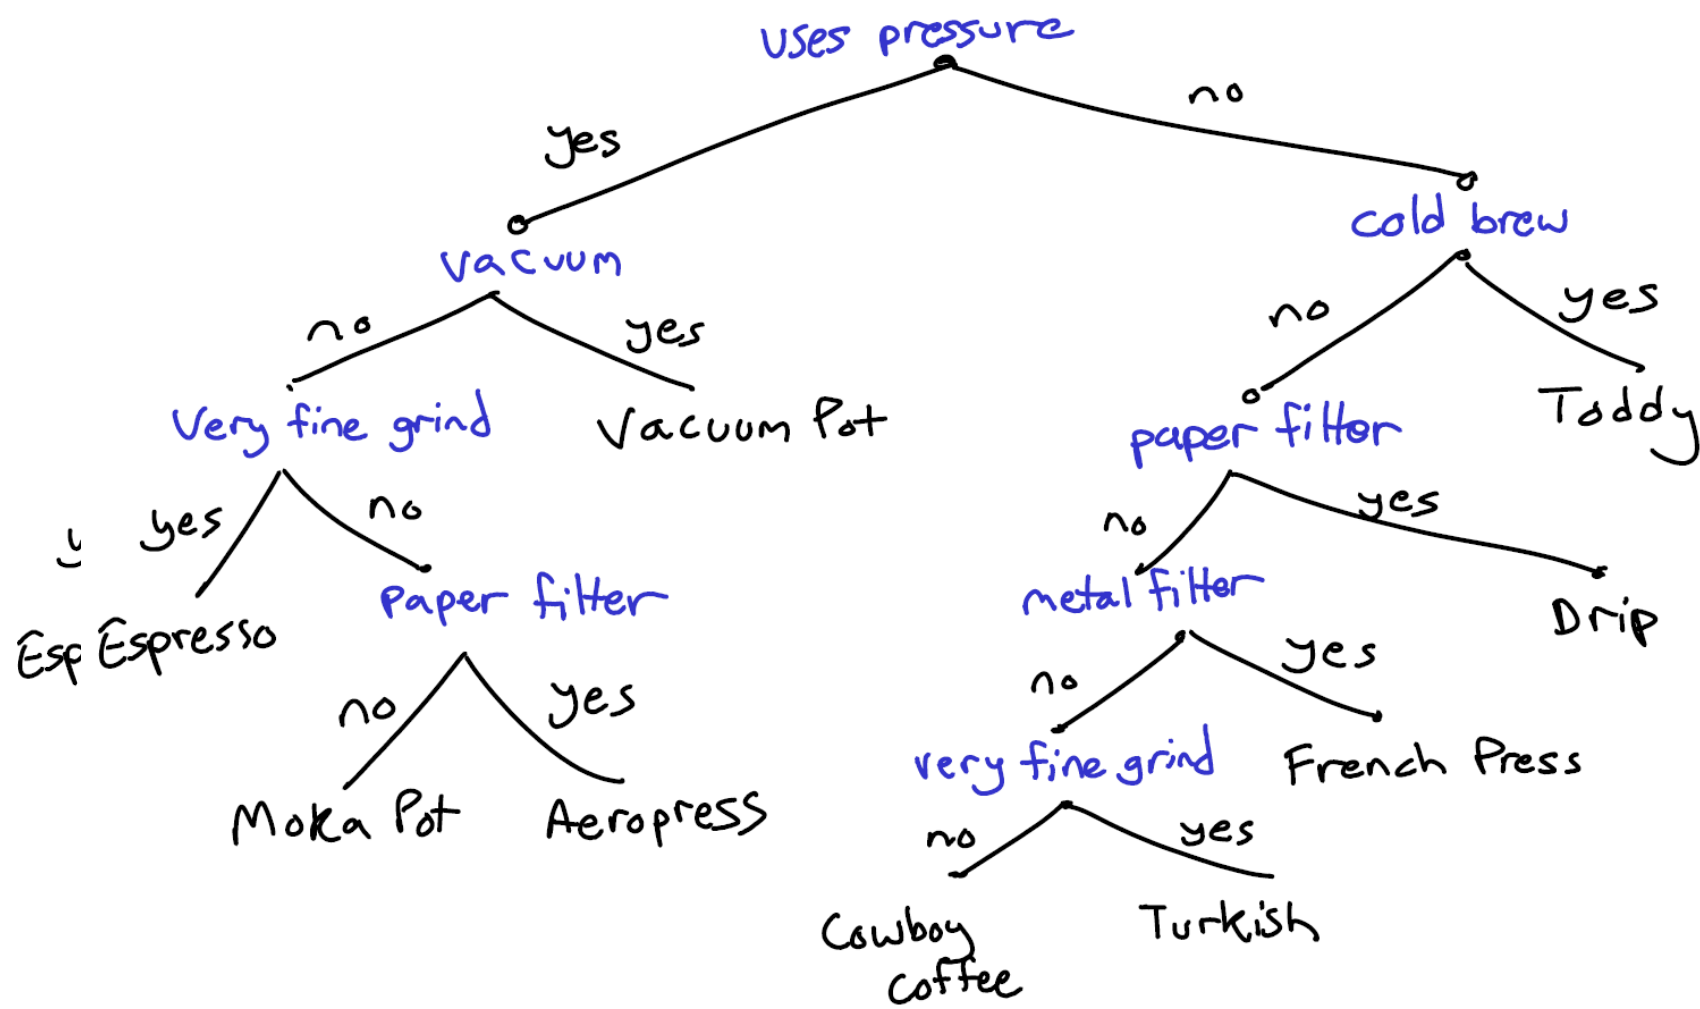 uses pressure
no
yes
cold brew
vacuum
no
yes
no
yes
Very fine grind
Vacuum Pot
Toddy
paper filter
yes
no
no
yes
paper filter
metal filter
Esp
Espresso
Drip
no
yes
no
yes
very fine grind
French Press
Moka Pot
Aeropress
no
yes
Cowboy
coffee
Turkish